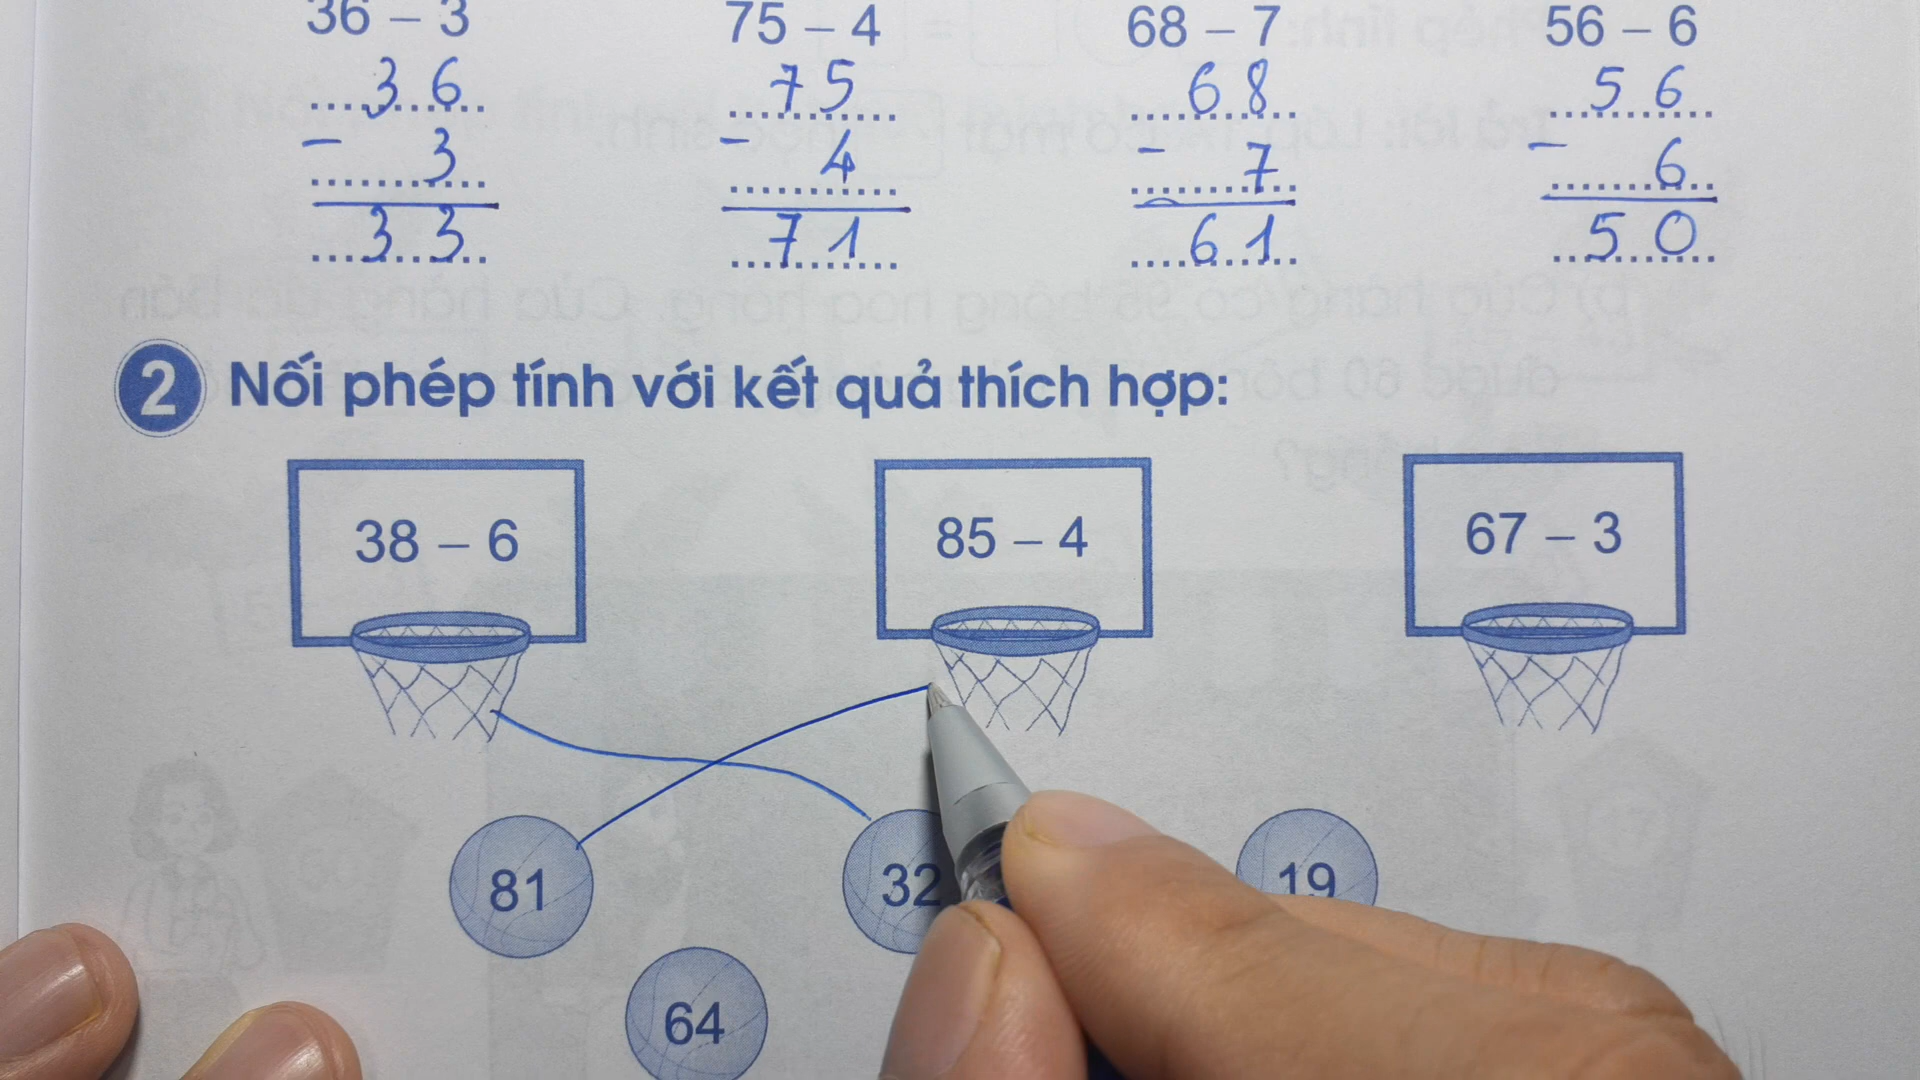 36 – 3 75 – 4 68 – 7 56 – 6
36 75 68 56
- 3 - 4 - 7 - 6
33 71 61 50
2 Nối phép tính với kết quả thích hợp:
38 – 6 85 – 4 67 – 3
81 32 19
64